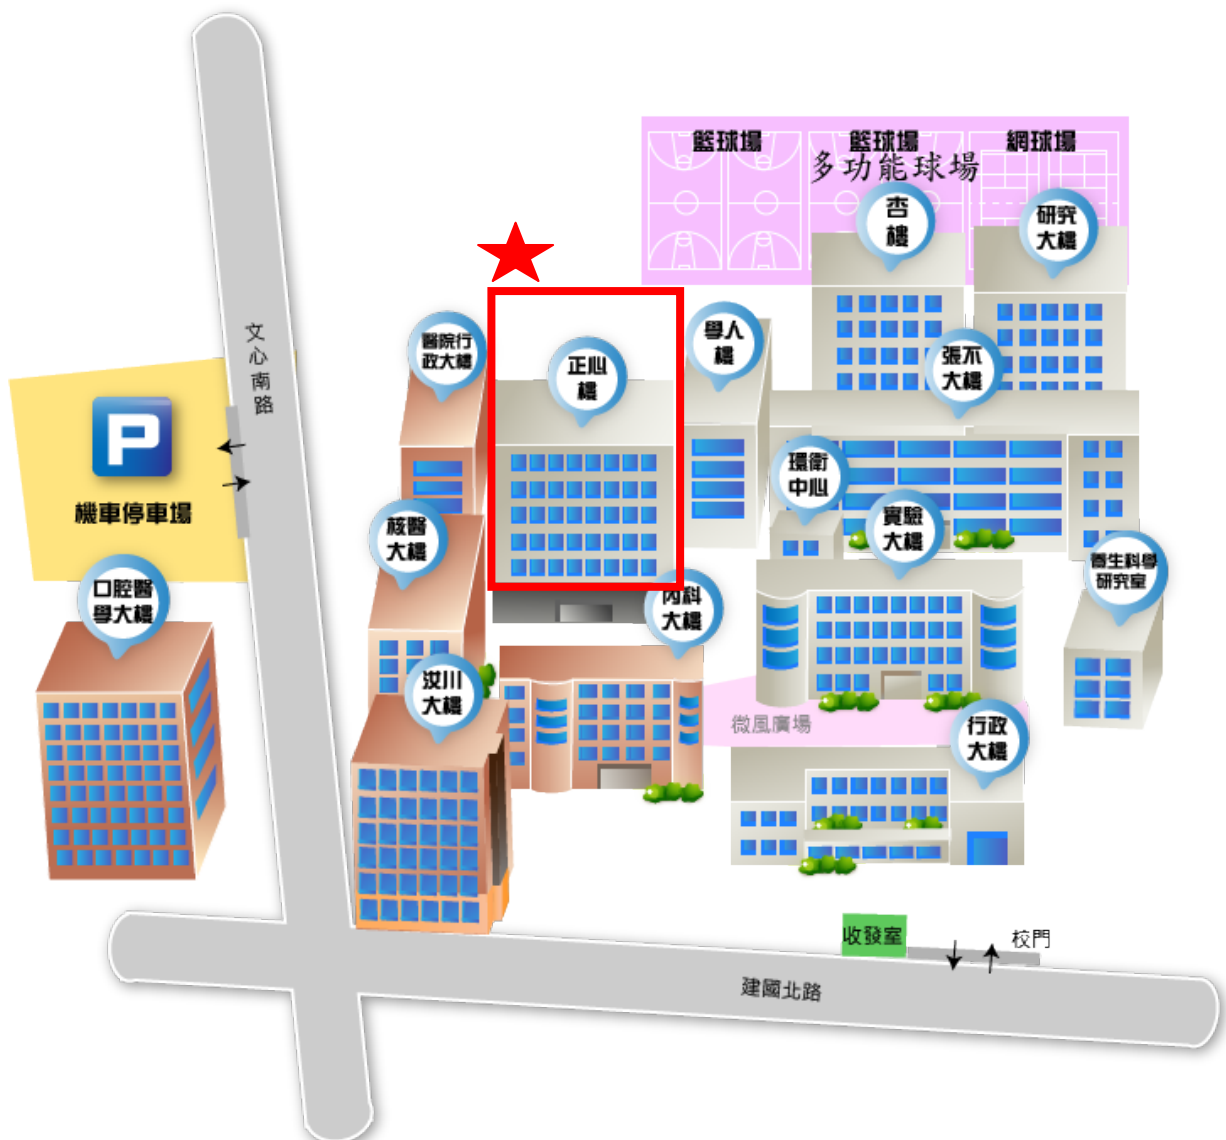 籃球場
籃球場
網球場
多功能球場
杏
樓
研究
大樓
醫院行
政大樓
正心
樓
學人
樓
張不
大樓
文心南路
P
機車停車場
環衛
中心
核醫
大樓
實驗
大樓
養生科學
研究室
口腔醫
學大樓
內科
大樓
汝川
大樓
微風廣場
行政
大樓
收發室
校門
建國北路